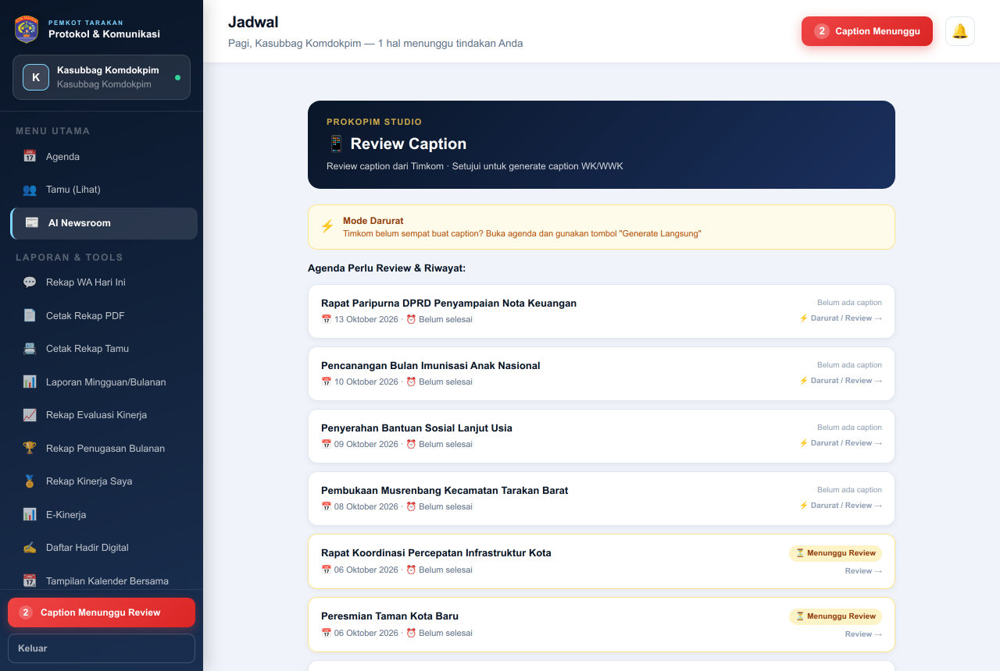 PEMKOT TARAKAN
Protokol & Komunikasi
K
Kasubbag Komdokpim
Kasubbag Komdokpim
MENU UTAMA
Agenda
Tamu (Lihat)
AI Newsroom
LAPORAN & TOOLS
Rekap WA Hari Ini
Cetak Rekap PDF
Cetak Rekap Tamu
Laporan Mingguan/Bulanan
Rekap Evaluasi Kinerja
Rekap Penugasan Bulanan
Rekap Kinerja Saya
E-Kinerja
Daftar Hadir Digital
Tampilan Kalender Bersama
2 Caption Menunggu Review
Keluar
Jadwal
Pagi, Kasubbag Komdokpim — 1 hal menunggu tindakan Anda
2 Caption Menunggu
PROKOPIM STUDIO
Review Caption
Review caption dari Timkom · Setujui untuk generate caption WK/WWK
Mode Darurat
Timkom belum sempat buat caption? Buka agenda dan gunakan tombol "Generate Langsung"
Agenda Perlu Review & Riwayat:
Rapat Paripurna DPRD Penyampaian Nota Keuangan
13 Oktober 2026 · ⏰ Belum selesai
Belum ada caption
⚡ Darurat / Review →
Pencanangan Bulan Imunisasi Anak Nasional
10 Oktober 2026 · ⏰ Belum selesai
Belum ada caption
⚡ Darurat / Review →
Penyerahan Bantuan Sosial Lanjut Usia
09 Oktober 2026 · ⏰ Belum selesai
Belum ada caption
⚡ Darurat / Review →
Pembukaan Musrenbang Kecamatan Tarakan Barat
08 Oktober 2026 · ⏰ Belum selesai
Belum ada caption
⚡ Darurat / Review →
Rapat Koordinasi Percepatan Infrastruktur Kota
06 Oktober 2026 · ⏰ Belum selesai
⏳ Menunggu Review
Review →
Peresmian Taman Kota Baru
06 Oktober 2026 · ⏰ Belum selesai
⏳ Menunggu Review
Review →